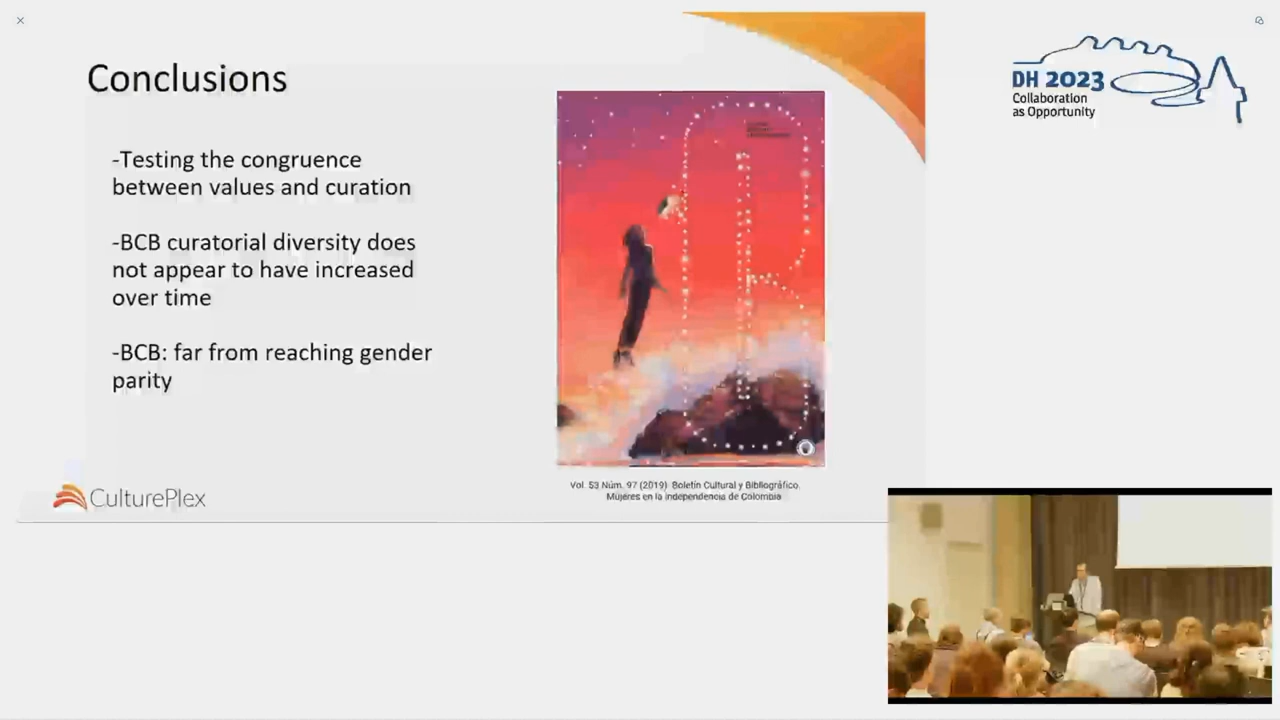 Conclusions
-Testing the congruence
between values and curation
-BCB curatorial diversity does
not appear to have increased
over time
-BCB: far from reaching gender
parity
CulturePlex
Vol. 53 Núm. 97 (2019): Boletín Cultural y Bibliográfico.
Mujeres en la Independencia de Colombia
DH 2023
Collaboration
as Opportunity